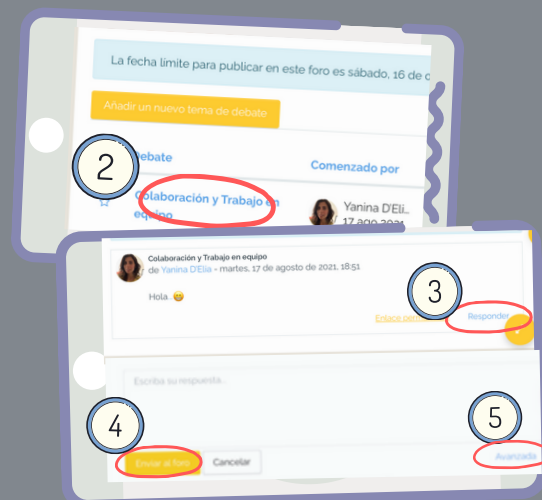 La fecha límite para publicar en este foro es sábado, 16 de
Añadir un nuevo tema de debate
2
ebate
Comenzado por
Colaboración y Trabajo en
equipo
Yanina D'Eli...
17 ago 2021
Colaboración y Trabajo en equipo
de Yanina D'Elia - martes, 17 de agosto de 2021, 18:51
Hola..
3
Enlace
Responder
Escriba su respuesta...
4
5
Enviar al foro
Cancelar
Avanzada